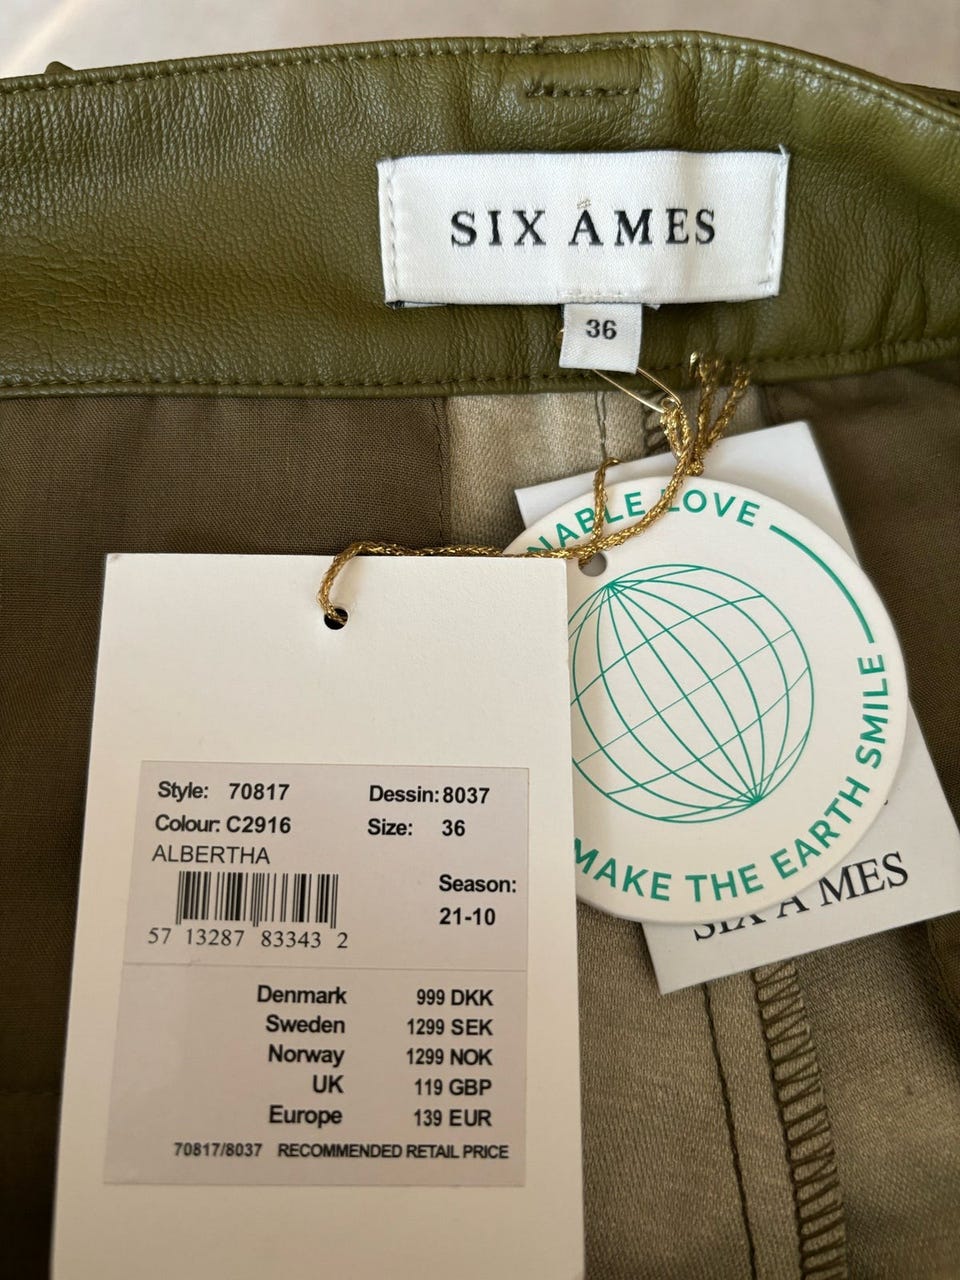 SIX ÁMES
36
NABLE LOVE
MAKE THE EARTH SMILE
SIX A MES
Style: 70817 Dessin: 8037
Colour: C2916 Size: 36
ALBERTHA
Season:
21-10
57 13287 83343 2
Denmark 999 DKK
Sweden 1299 SEK
Norway 1299 NOK
UK 119 GBP
Europe 139 EUR
70817/8037 RECOMMENDED RETAIL PRICE